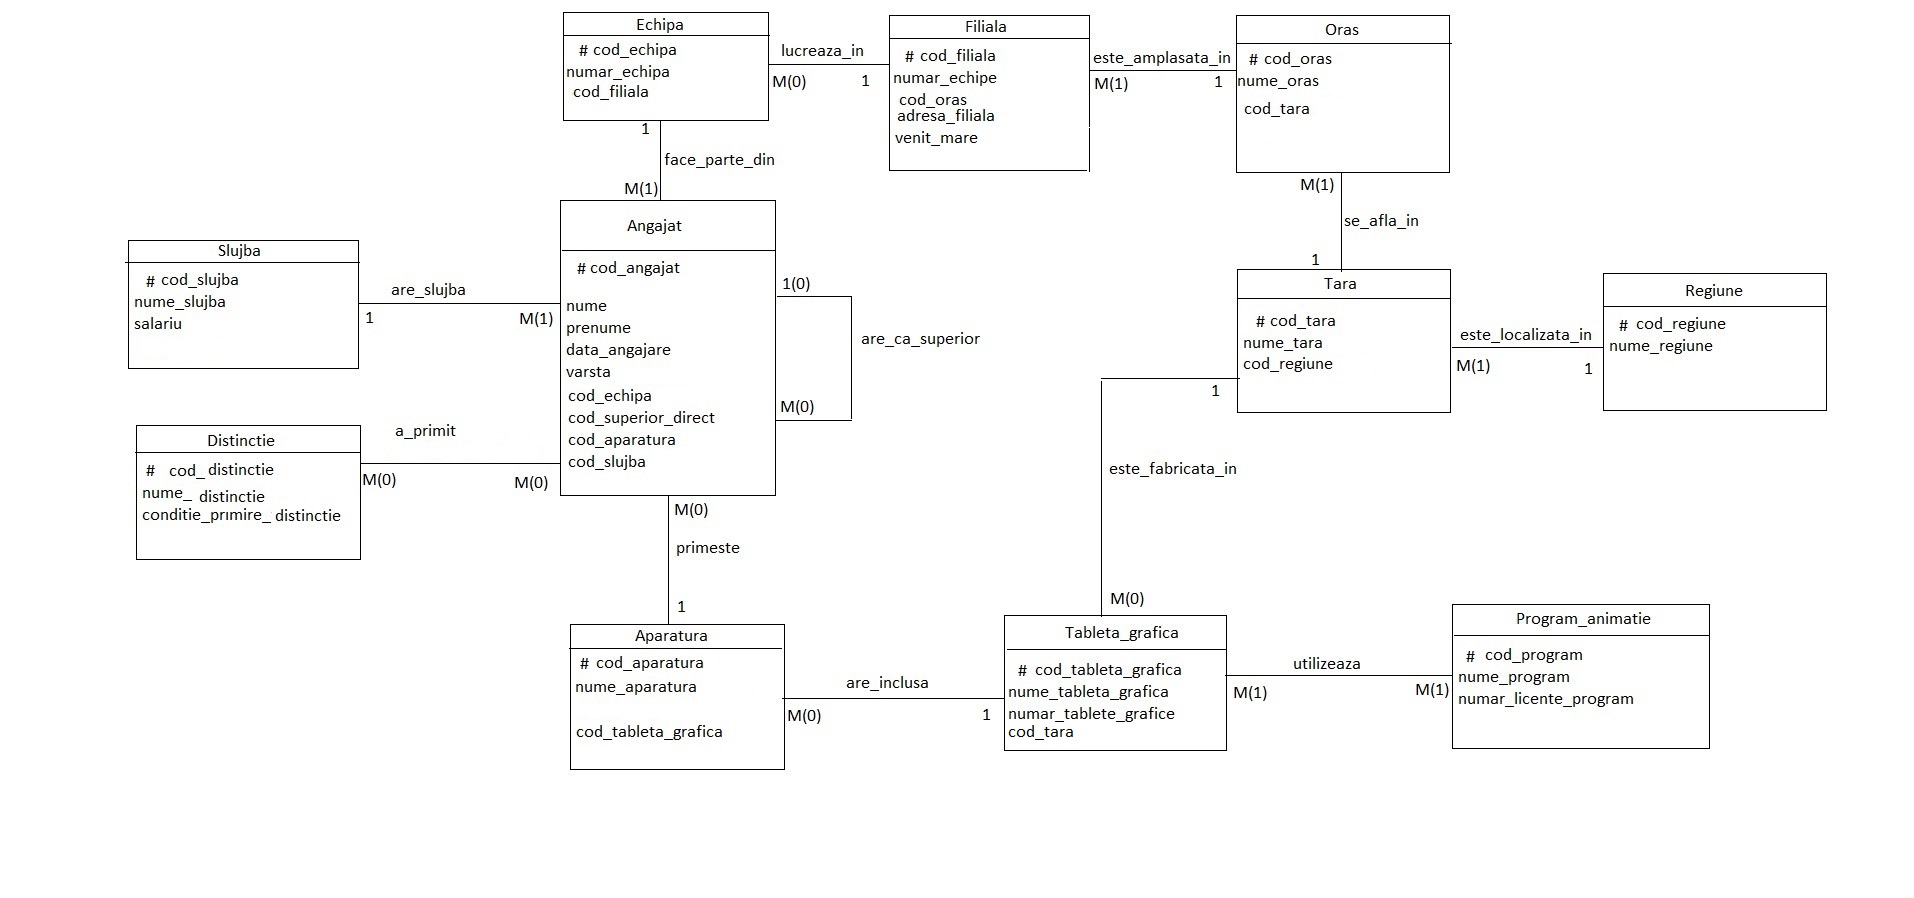 Echipa
# cod_echipa
numar_echipa
cod_filiala
lucreaza_in
M(0)
1
Filiala
# cod_filiala
numar_echipe
cod_oras
adresa_filiala
venit_mare
este_amplasata_in
M(1)
1
Oras
# cod_oras
nume_oras
cod_tara
1
face_parte_din
M(1)
M(1)
se_afla_in
1
Slujba
# cod_slujba
nume_slujba
salariu
are_slujba
1
M(1)
Angajat
# cod_angajat
nume
prenume
data_angajare
varsta
cod_echipa
cod_superior_direct
cod_aparatura
cod_slujba
1(0)
are_ca_superior
M(0)
Tara
# cod_tara
nume_tara
cod_regiune
este_localizata_in
M(1)
1
Regiune
# cod_regiune
nume_regiune
Distinctie
# cod_ distinctie
nume_ distinctie
conditie_primire_ distinctie
a_primit
M(0)
M(0)
1
este_fabricata_in
M(0)
M(0)
primeste
1
Aparatura
# cod_aparatura
nume_aparatura
cod_tableta_grafica
are_inclusa
M(0)
1
Tableta_grafica
# cod_tableta_grafica
nume_tableta_grafica
numar_tablete_grafice
cod_tara
utilizeaza
M(1)
M(1)
Program_animatie
# cod_program
nume_program
numar_licente_program